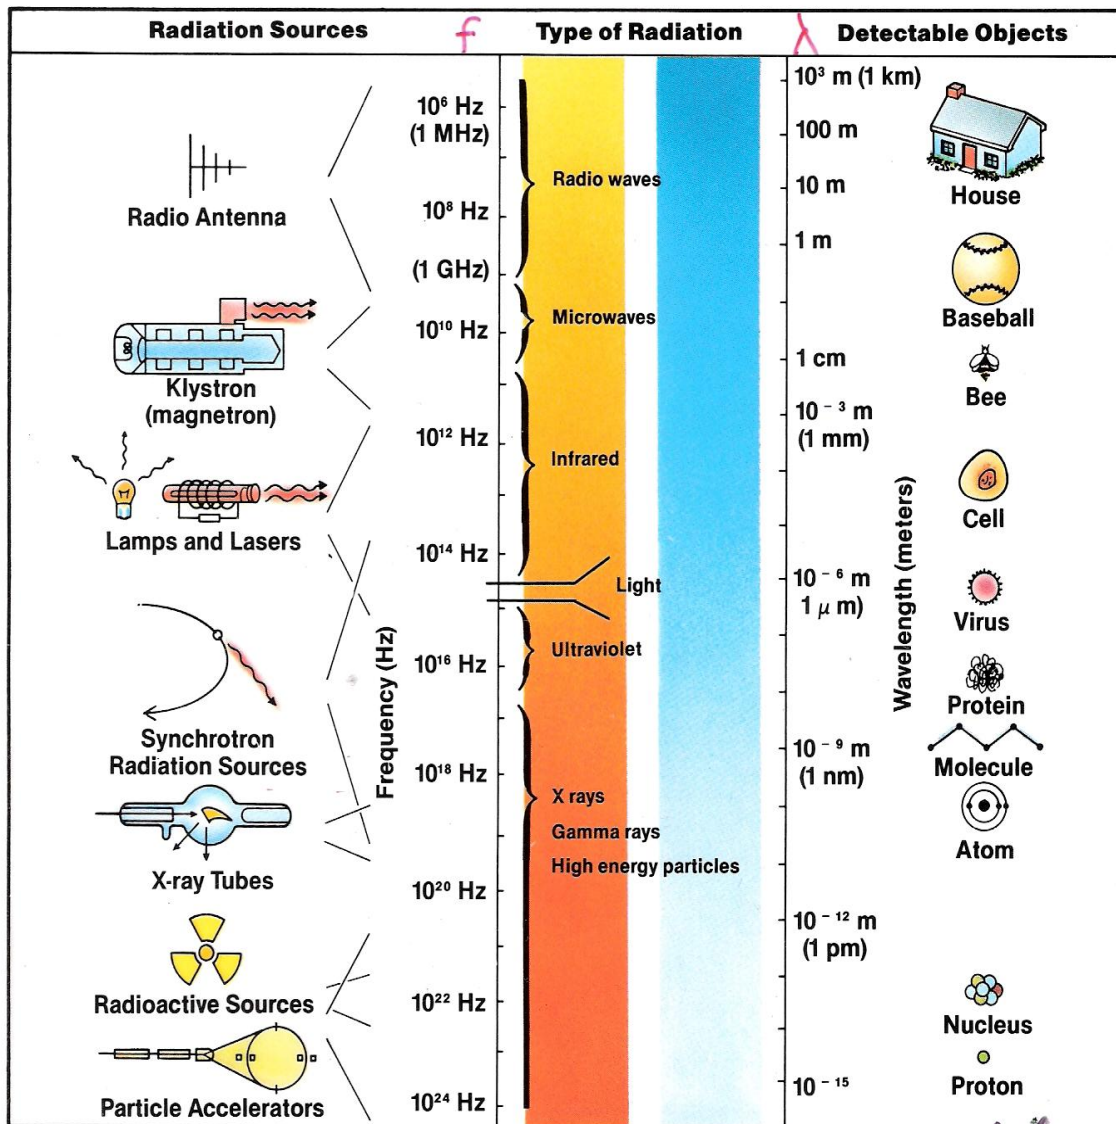 Radiation Sources
f
Type of Radiation
λ
Detectable Objects
Radio Antenna
Klystron
(magnetron)
Lamps and Lasers
Synchrotron
Radiation Sources
X-ray Tubes
Radioactive Sources
Particle Accelerators
Frequency (Hz)
10⁶ Hz
(1 MHz)
10⁸ Hz
(1 GHz)
10¹⁰ Hz
10¹² Hz
10¹⁴ Hz
10¹⁶ Hz
10¹⁸ Hz
10²⁰ Hz
10²² Hz
10²⁴ Hz
Radio waves
Microwaves
Infrared
Light
Ultraviolet
X rays
Gamma rays
High energy particles
10³ m (1 km)
100 m
10 m
1 m
1 cm
10⁻³ m
(1 mm)
10⁻⁶ m
1 μ m)
10⁻⁹ m
(1 nm)
10⁻¹² m
(1 pm)
10⁻¹⁵
Wavelength (meters)
House
Baseball
Bee
Cell
Virus
Protein
Molecule
Atom
Nucleus
Proton